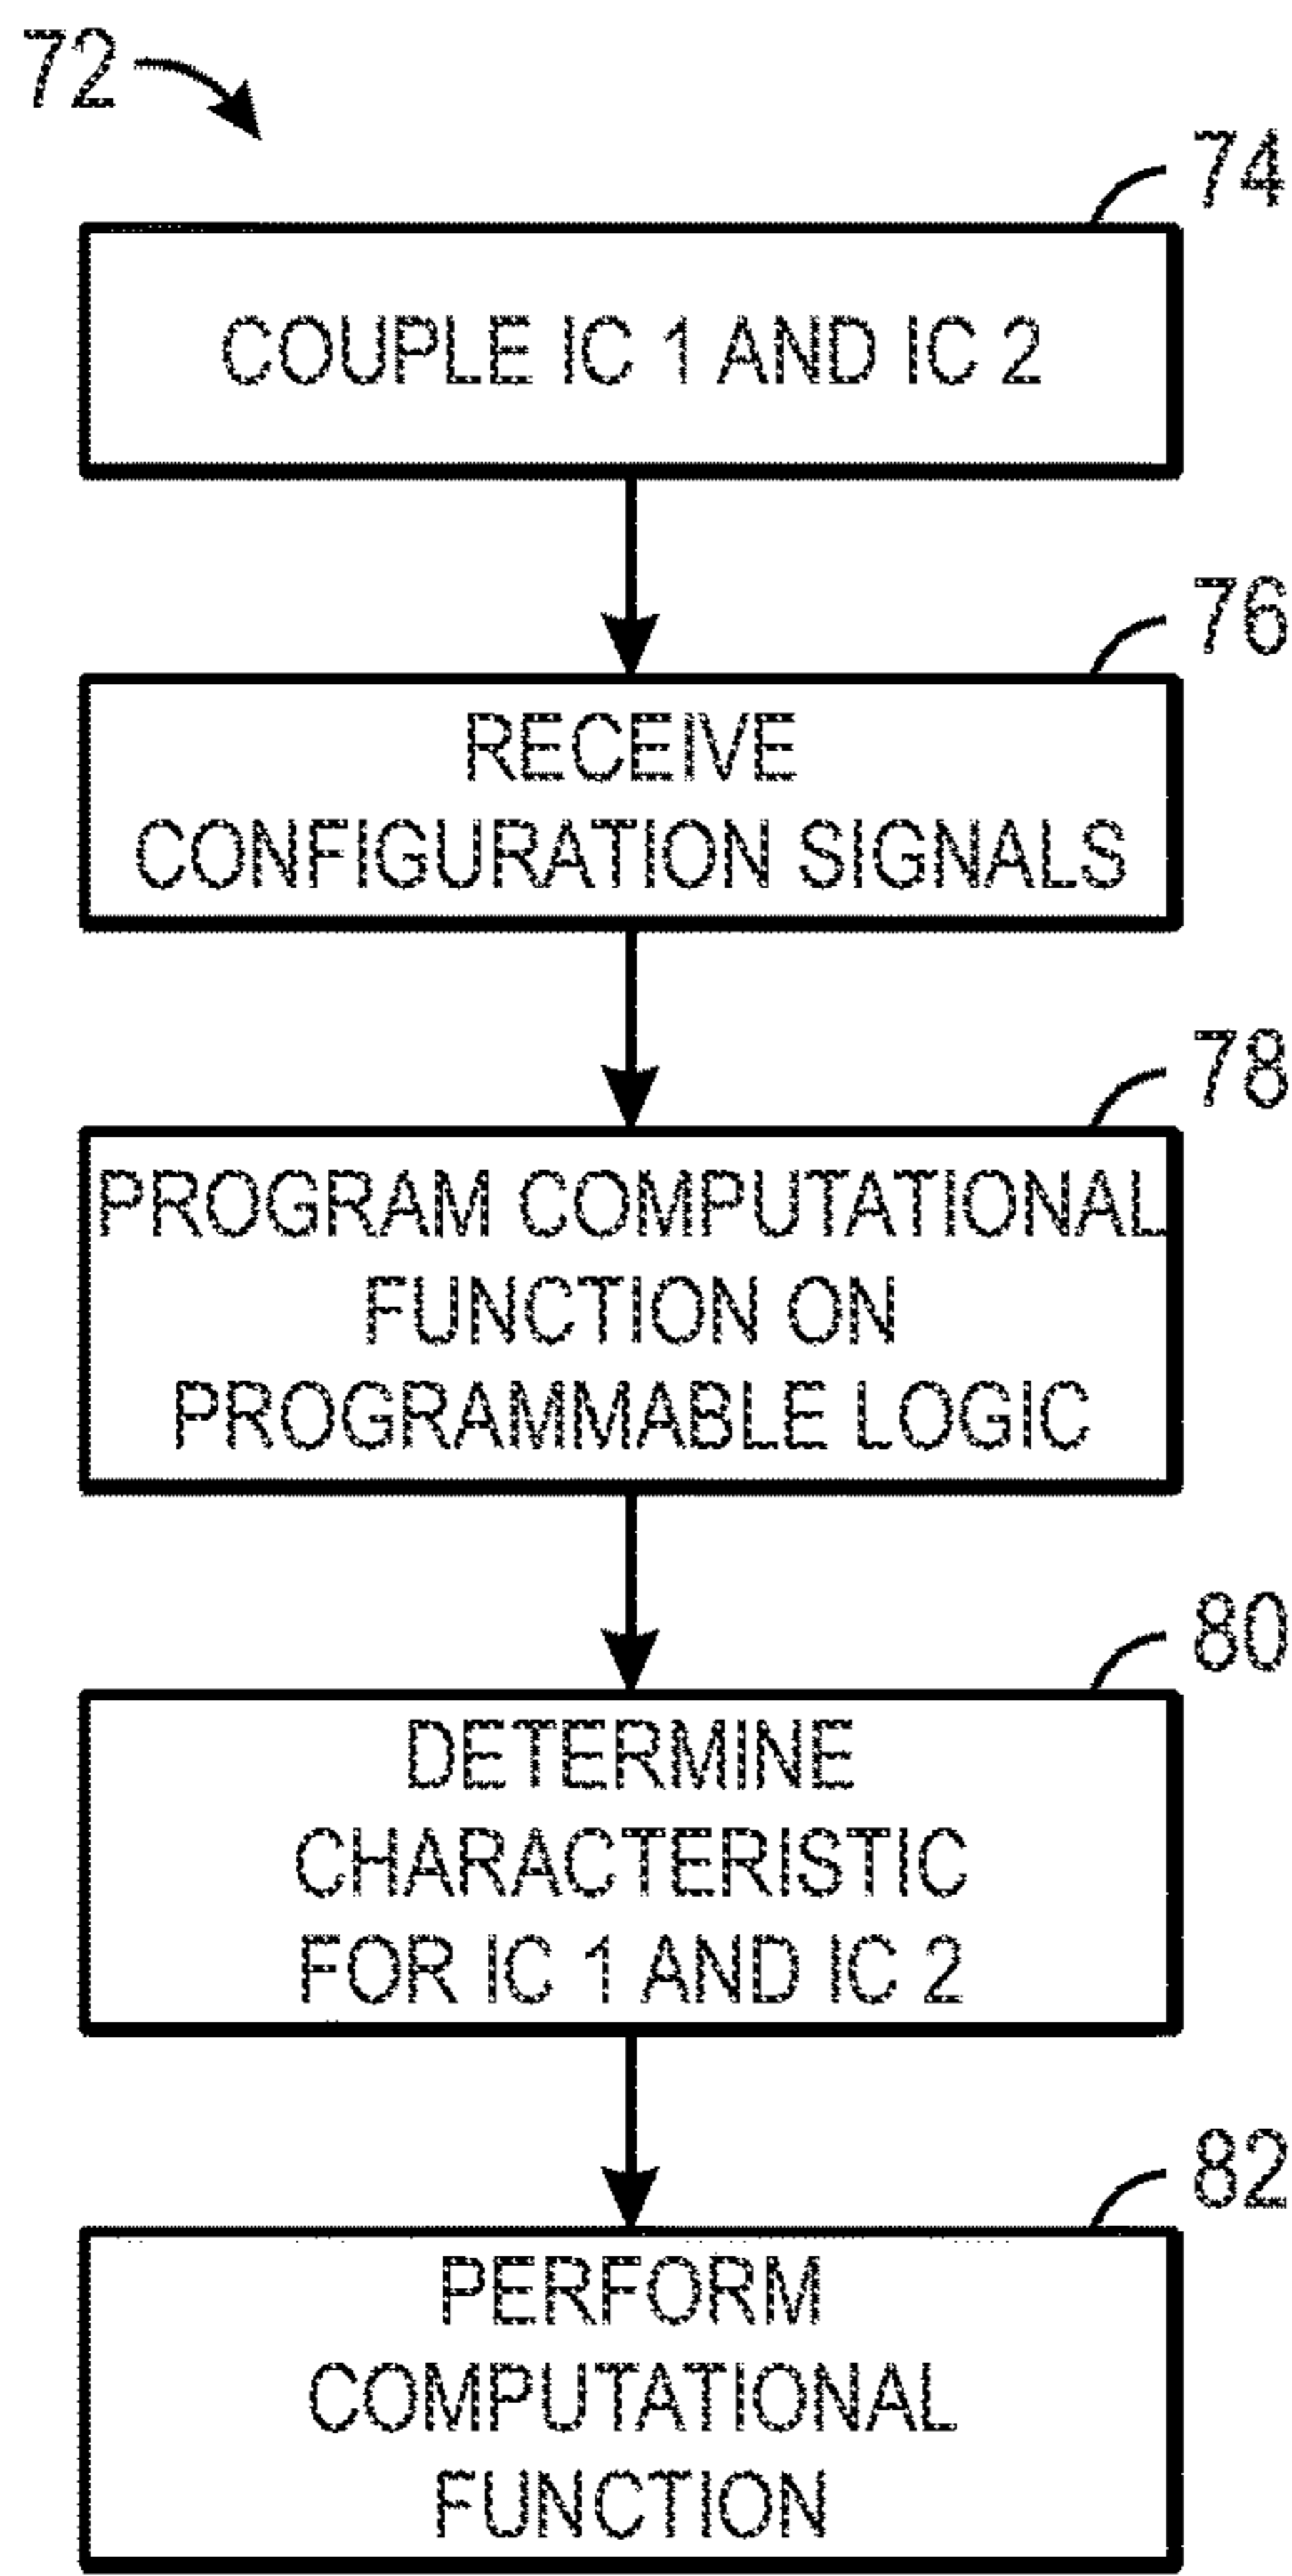 72
74
COUPLE IC 1 AND IC 2
76
RECEIVE
CONFIGURATION SIGNALS
78
PROGRAM COMPUTATIONAL
FUNCTION ON
PROGRAMMABLE LOGIC
80
DETERMINE
CHARACTERISTIC
FOR IC 1 AND IC 2
82
PERFORM
COMPUTATIONAL
FUNCTION